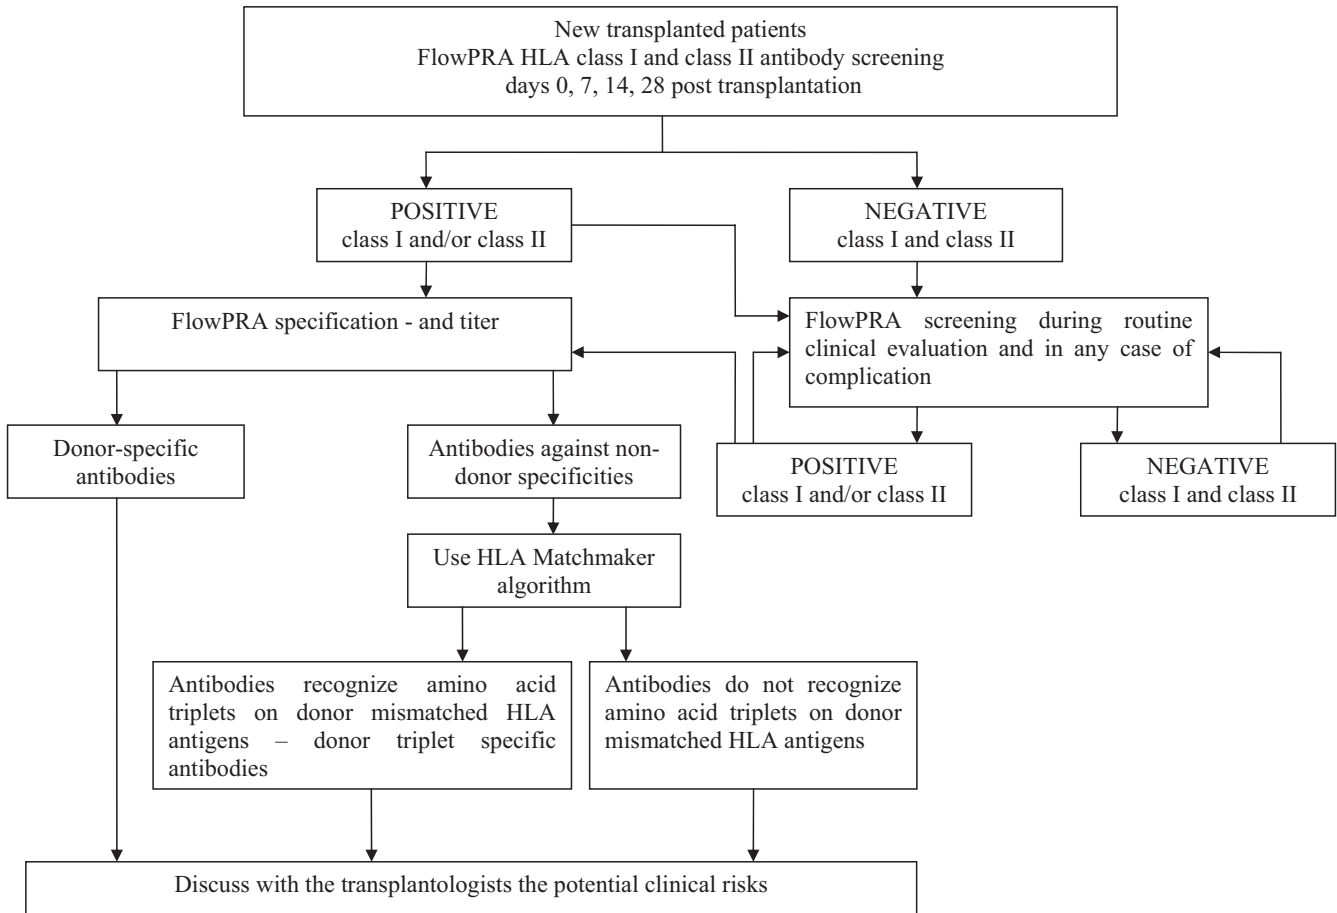 New transplanted patients
FlowPRA HLA class I and class II antibody screening
days 0, 7, 14, 28 post transplantation
POSITIVE
class I and/or class II
NEGATIVE
class I and class II
FlowPRA specification - and titer
FlowPRA screening during routine
clinical evaluation and in any case of
complication
Donor-specific
antibodies
Antibodies against non-
donor specificities
POSITIVE
class I and/or class II
NEGATIVE
class I and class II
Use HLA Matchmaker
algorithm
Antibodies recognize amino acid
triplets on donor mismatched HLA
antigens – donor triplet specific
antibodies
Antibodies do not recognize
amino acid triplets on donor
mismatched HLA antigens
Discuss with the transplantologists the potential clinical risks